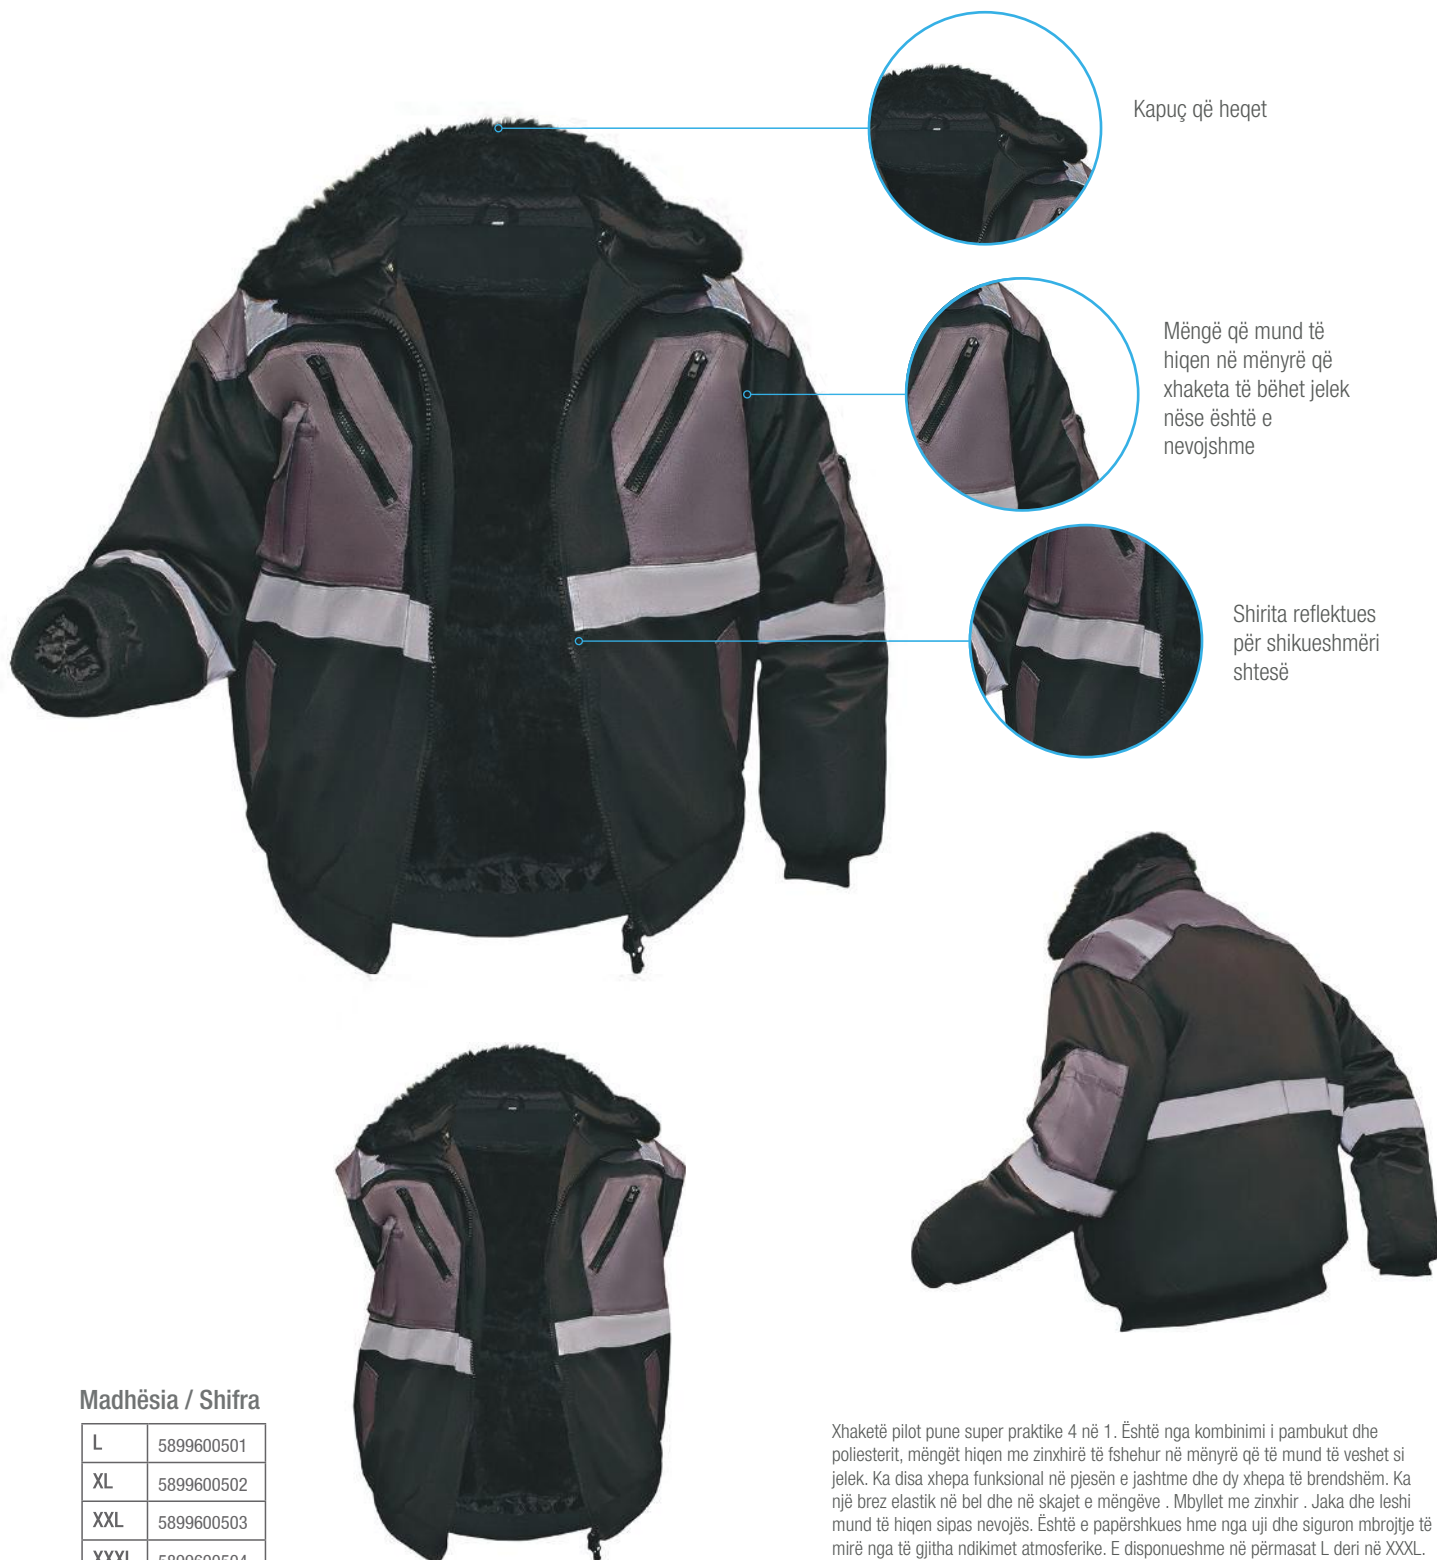 Kapuç që heqet
Mëngë që mund të
hiqen në mënyrë që
xhaketa të bëhet jelek
nëse është e
nevojshme
Shirita reflektues
për shikueshmëri
shtesë
Madhësia / Shifra
L 5899600501
XL 5899600502
XXL 5899600503
XXXL 5899600504
Xhaketë pilot pune super praktike 4 në 1. Është nga kombinimi i pambukut dhe
poliesterit, mëngët hiqen me zinxhirë të fshehur në mënyrë që të mund të veshet si
jelek. Ka disa xhepa funksional në pjesën e jashtme dhe dy xhepa të brendshëm. Ka
një brez elastik në bel dhe në skajet e mëngëve . Mbyllet me zinxhir . Jaka dhe leshi
mund të hiqen sipas nevojës. Është e papërshkues hme nga uji dhe siguron mbrojtje të
mirë nga të gjitha ndikimet atmosferike. E disponueshme në përmasat L deri në XXXL.